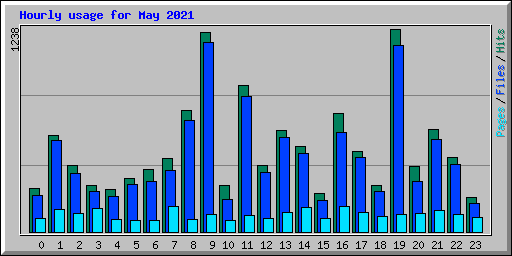 Hourly usage for May 2021
1238
Pages/Files/Hits
0 1 2 3 4 5 6 7 8 9 10 11 12 13 14 15 16 17 18 19 20 21 22 23